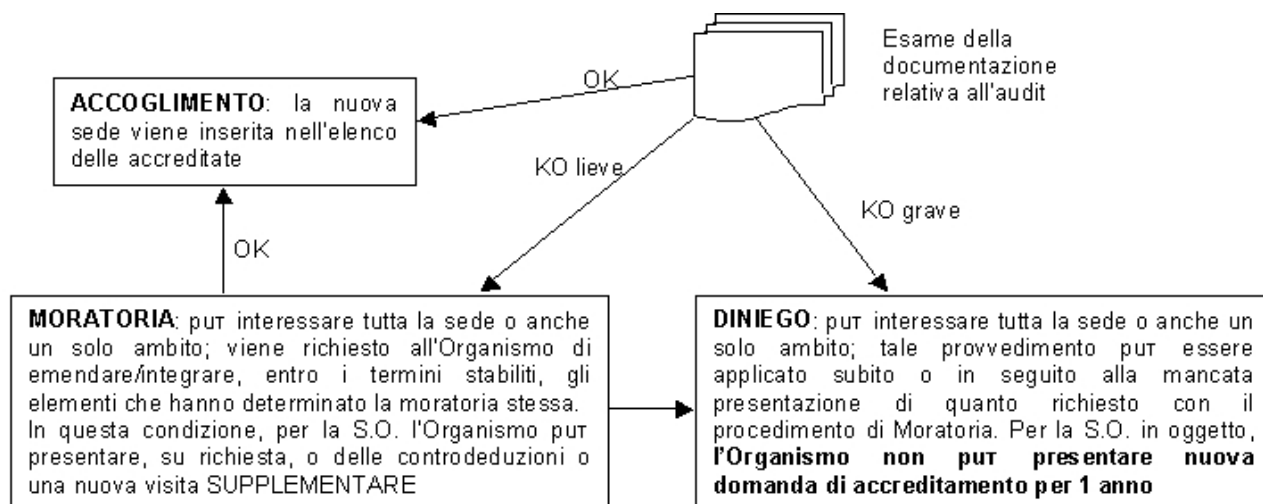 Esame della
documentazione
relativa all'audit
OK
ACCOGLIMENTO: la nuova
sede viene inserita nell'elenco
delle accreditate
KO lieve
KO grave
OK
MORATORIA: puт interessare tutta la sede o anche
un solo ambito; viene richiesto all'Organismo di
emendare/integrare, entro i termini stabiliti, gli
elementi che hanno determinato la moratoria stessa.
In questa condizione, per la S.O. l'Organismo puт
presentare, su richiesta, o delle controdeduzioni o
una nuova visita SUPPLEMENTARE
DINIEGO: puт interessare tutta la sede o anche un
solo ambito; tale provvedimento puт essere
applicato subito o in seguito alla mancata
presentazione di quanto richiesto con il
procedimento di Moratoria. Per la S.O. in oggetto,
l'Organismo non puт presentare nuova
domanda di accreditamento per 1 anno